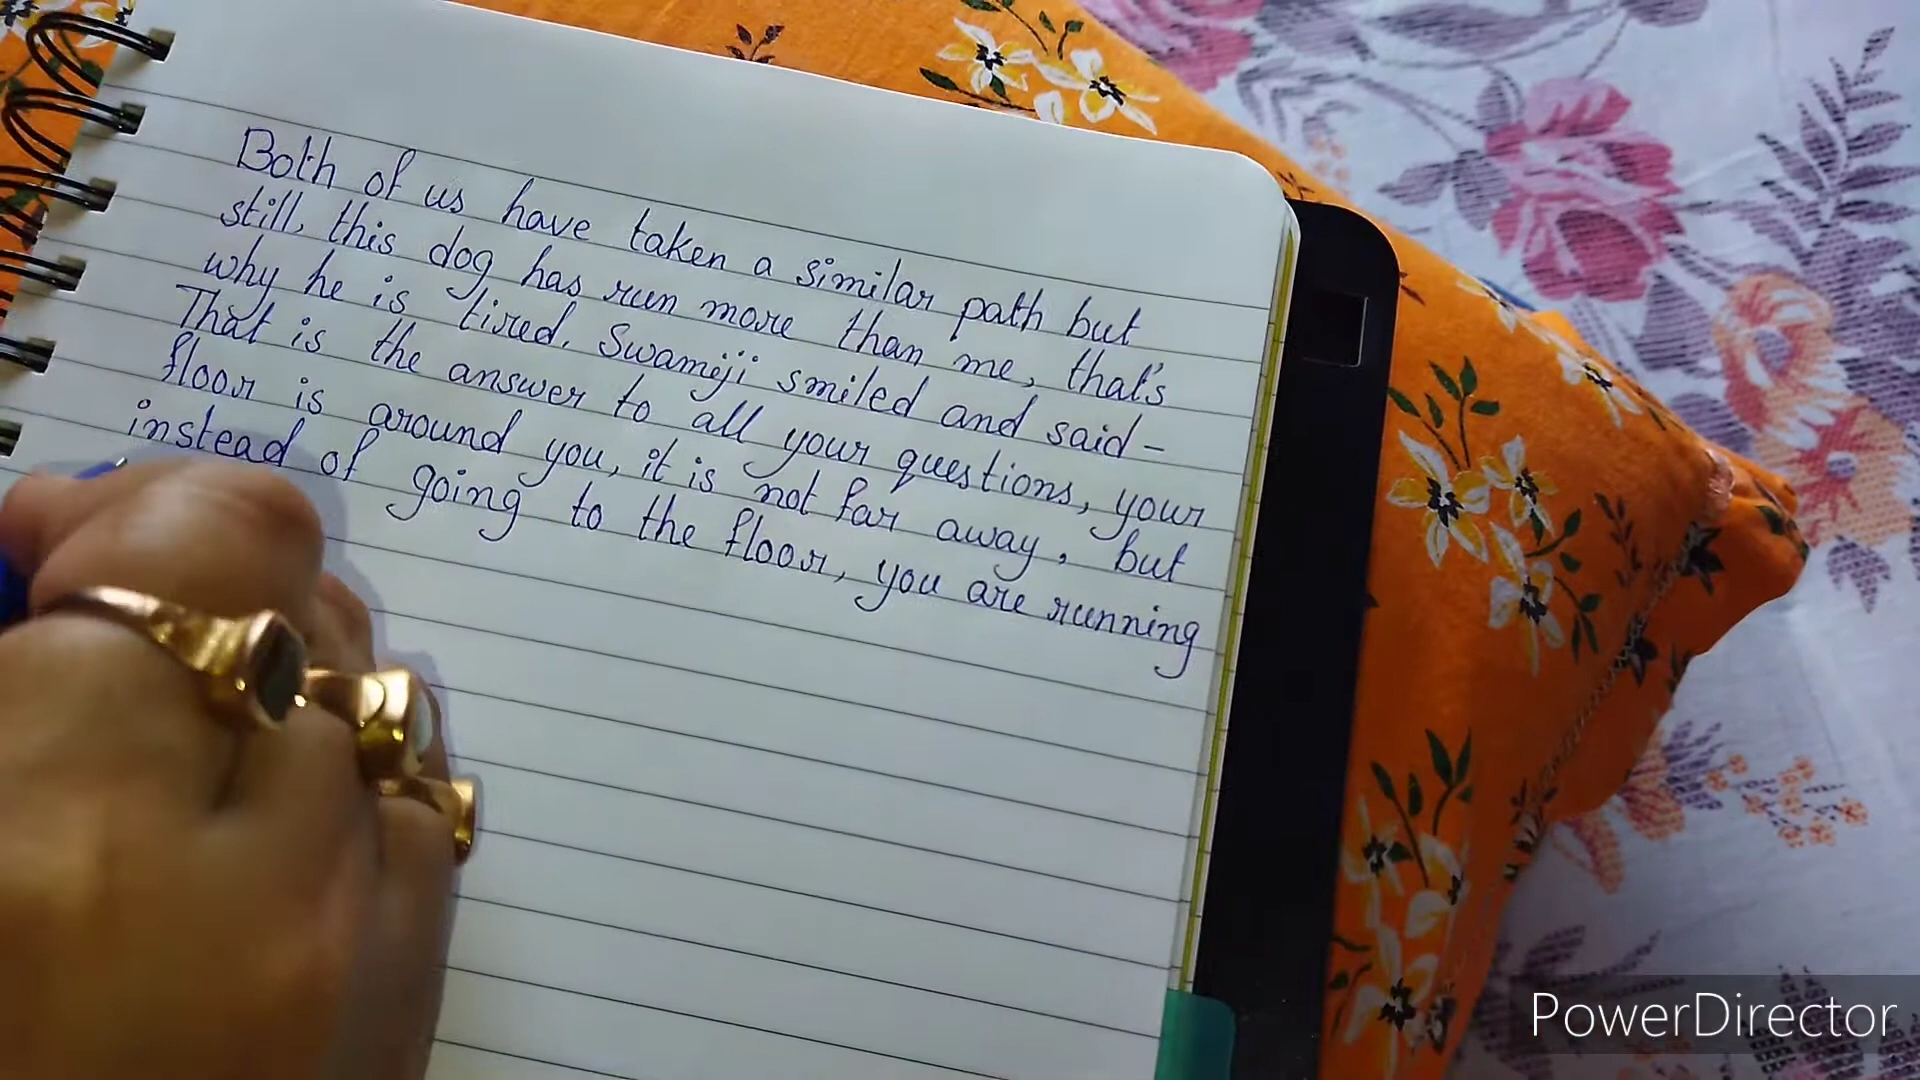 Both of us have taken a similar path but
still, this dog has run more than me, that's
why he is tired. Swamiji smiled and said-
That is the answer to all your questions, your
floor is around you, it is not far away, but
instead of going to the floor, you are running
PowerDirector